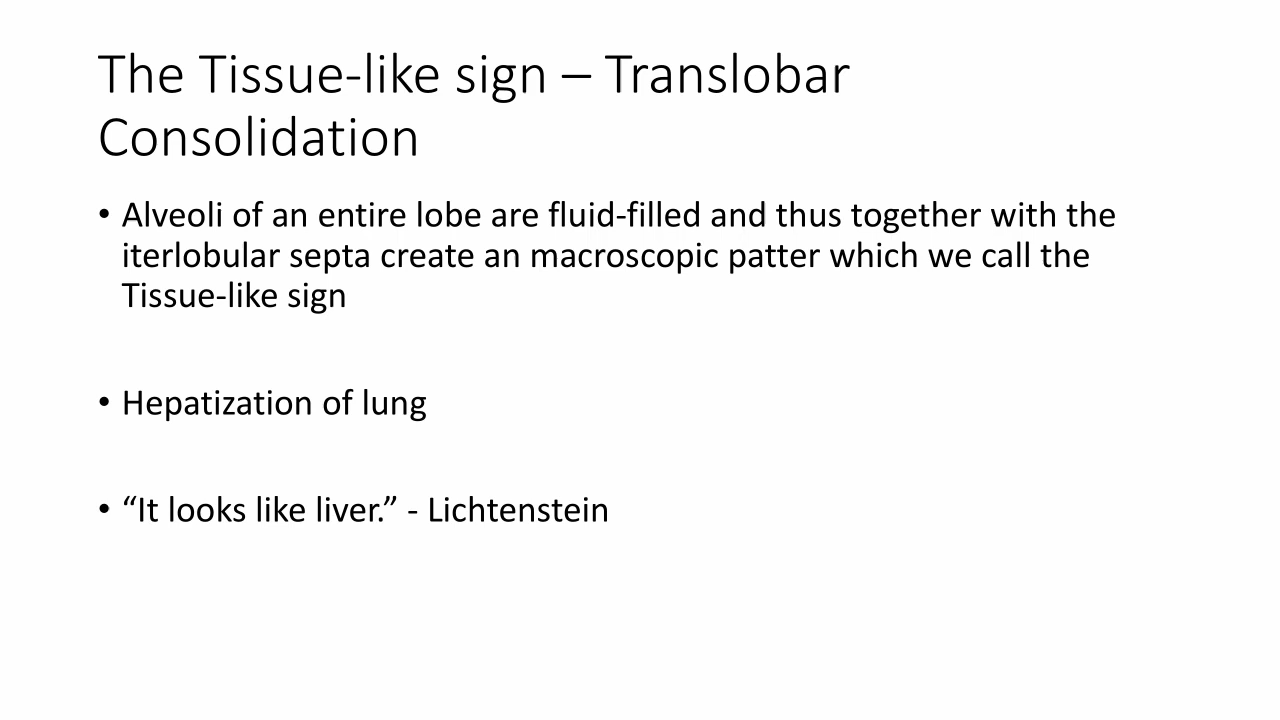 The Tissue-like sign – Translobar
Consolidation
• Alveoli of an entire lobe are fluid-filled and thus together with the
iterlobular septa create an macroscopic patter which we call the
Tissue-like sign
• Hepatization of lung
• “It looks like liver.” - Lichtenstein